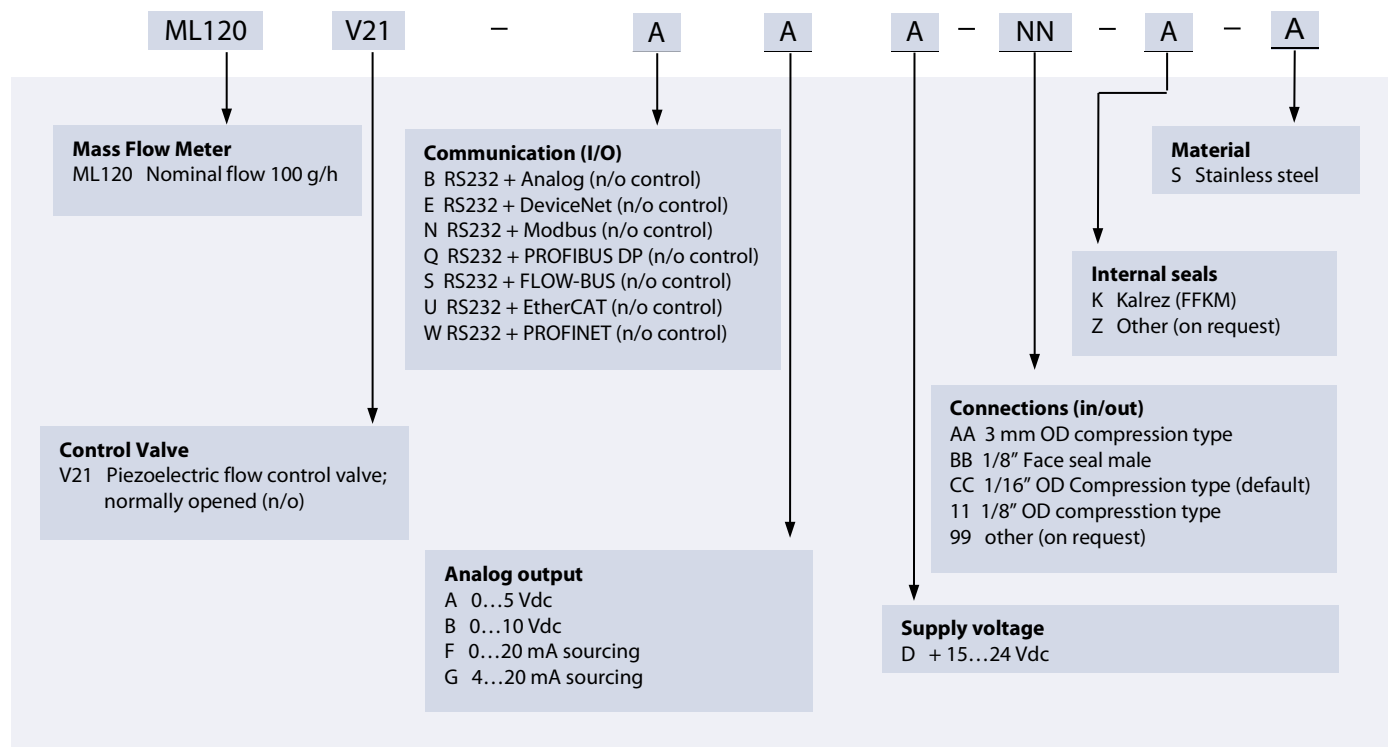 ML120 V21 – A A A – NN – A – A
Mass Flow Meter
ML120 Nominal flow 100 g/h
Communication (I/O)
B RS232 + Analog (n/o control)
E RS232 + DeviceNet (n/o control)
N RS232 + Modbus (n/o control)
Q RS232 + PROFIBUS DP (n/o control)
S RS232 + FLOW-BUS (n/o control)
U RS232 + EtherCAT (n/o control)
W RS232 + PROFINET (n/o control)
Material
S Stainless steel
Internal seals
K Kalrez (FFKM)
Z Other (on request)
Connections (in/out)
AA 3 mm OD compression type
BB 1/8” Face seal male
CC 1/16” OD Compression type (default)
11 1/8” OD compresstion type
99 other (on request)
Control Valve
V21 Piezoelectric flow control valve;
normally opened (n/o)
Analog output
A 0…5 Vdc
B 0…10 Vdc
F 0…20 mA sourcing
G 4…20 mA sourcing
Supply voltage
D + 15…24 Vdc